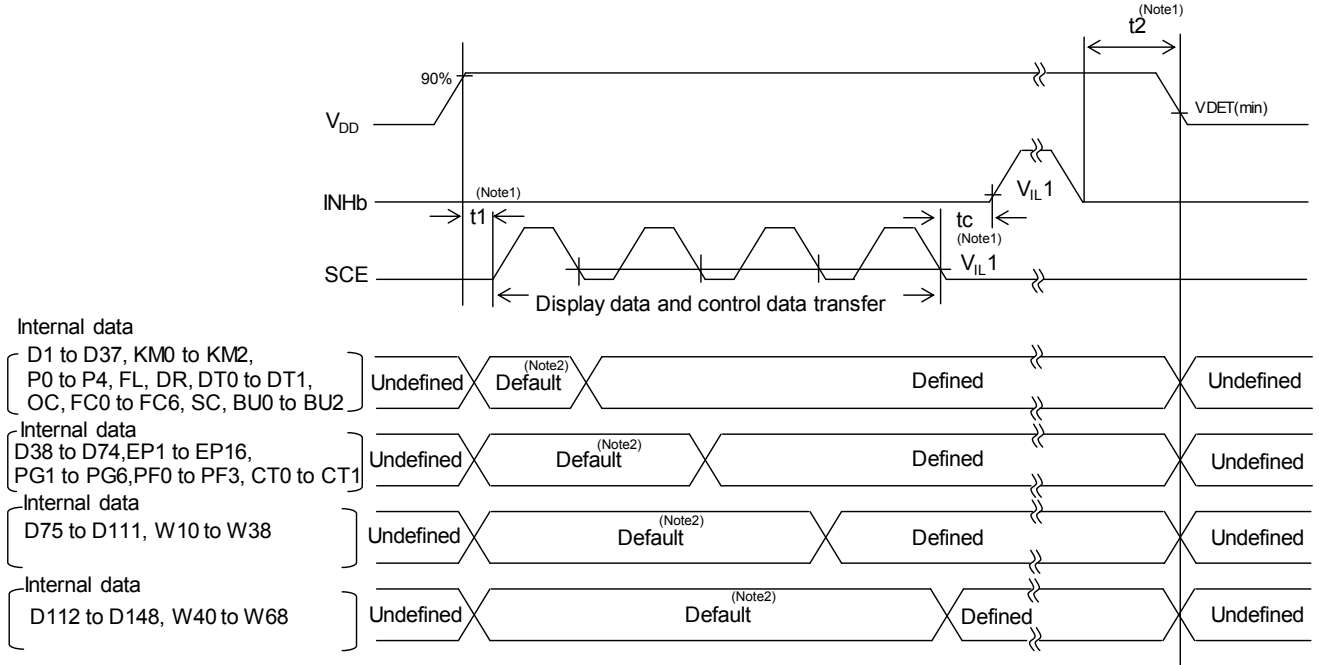 t2 (Note1)
90%
VDET(min)
VDD
INHb
(Note1)
t1
VIL1
tc
(Note1)
VIL1
SCE
Display data and control data transfer
Internal data
D1 to D37, KM0 to KM2,
P0 to P4, FL, DR, DT0 to DT1,
OC, FC0 to FC6, SC, BU0 to BU2
Undefined Default (Note2) Defined Undefined
Internal data
D38 to D74,EP1 to EP16,
PG1 to PG6,PF0 to PF3, CT0 to CT1
Undefined Default (Note2) Defined Undefined
Internal data
D75 to D111, W10 to W38
Undefined Default (Note2) Defined Undefined
Internal data
D112 to D148, W40 to W68
Undefined Default (Note2) Defined Undefined